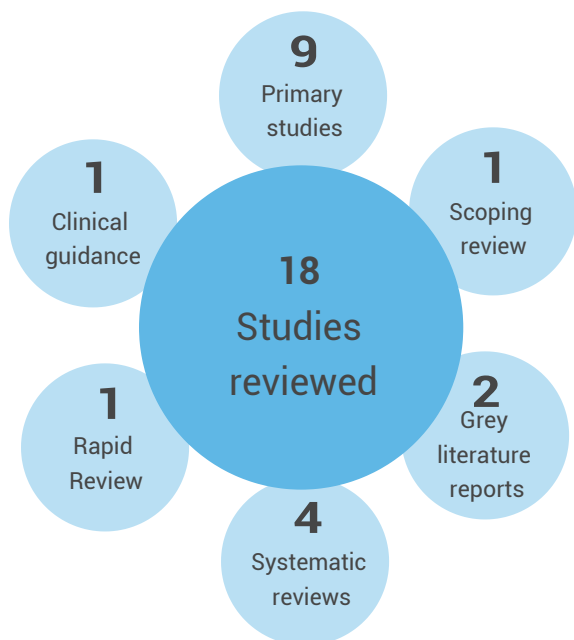 9
Primary
studies
1
Clinical
guidance
1
Scoping
review
18
Studies
reviewed
1
Rapid
Review
2
Grey
literature
reports
4
Systematic
reviews